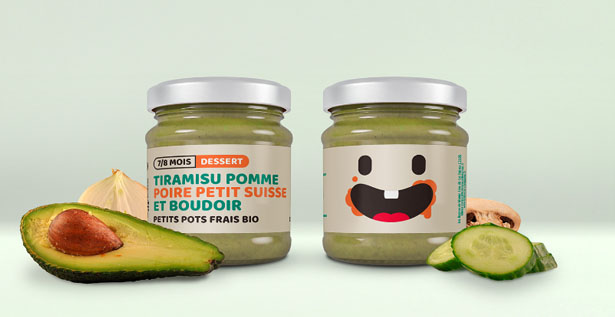 7/8 MOIS DESSERT
TIRAMISU POMME
POIRE PETIT SUISSE
ET BOUDOIR
PETITS POTS FRAIS BIO